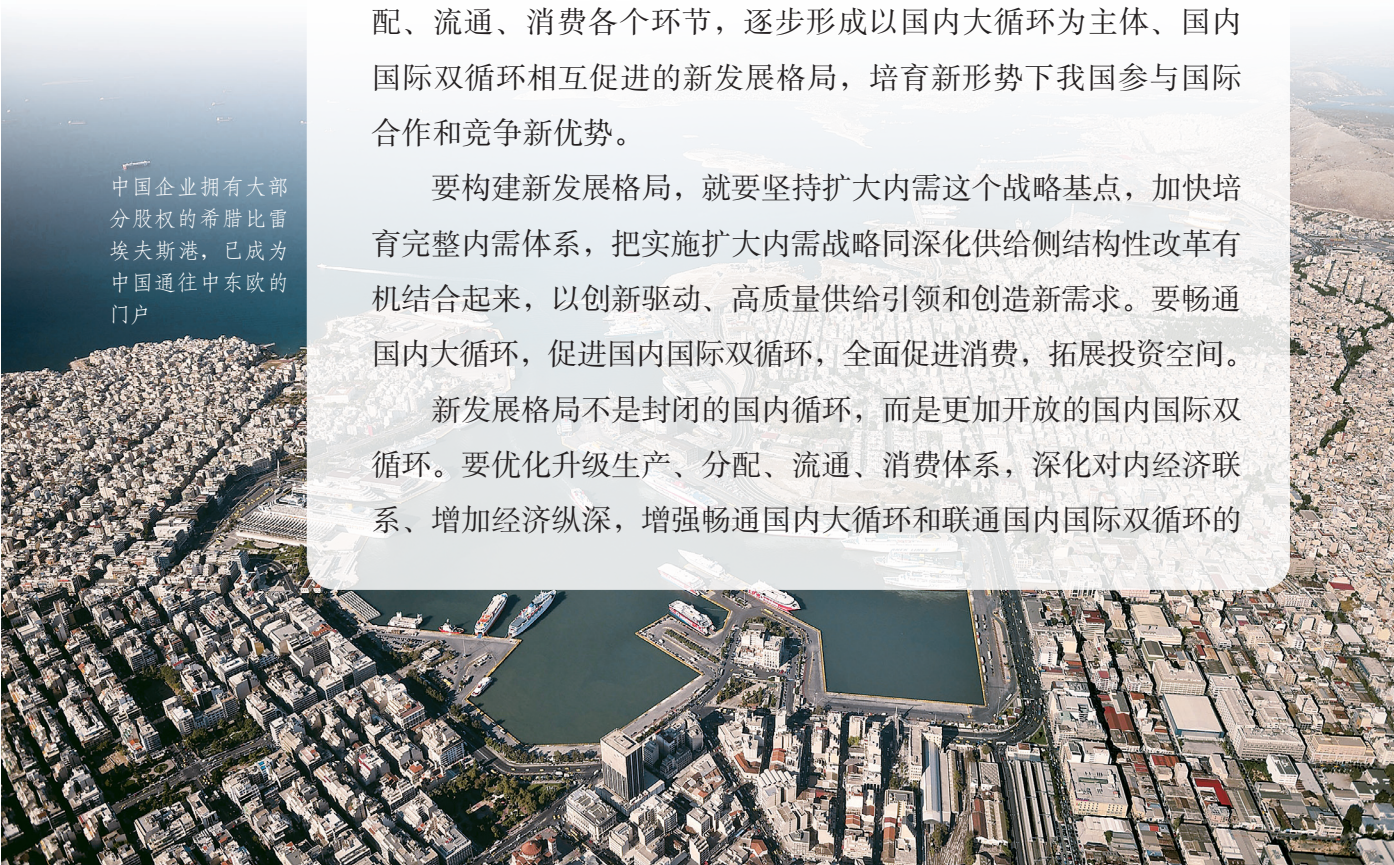 配、流通、消费各个环节，逐步形成以国内大循环为主体、国内
国际双循环相互促进的新发展格局，培育新形势下我国参与国际
合作和竞争新优势。
要构建新发展格局，就要坚持扩大内需这个战略基点，加快培
育完整内需体系，把实施扩大内需战略同深化供给侧结构性改革有
机结合起来，以创新驱动、高质量供给引领和创造新需求。要畅通
国内大循环，促进国内国际双循环，全面促进消费，拓展投资空间。
新发展格局不是封闭的国内循环，而是更加开放的国内国际双
循环。要优化升级生产、分配、流通、消费体系，深化对内经济联
系、增加经济纵深，增强畅通国内大循环和联通国内国际双循环的
中国企业拥有大部
分股权的希腊比雷
埃夫斯港，已成为
中国通往中东欧的
门户